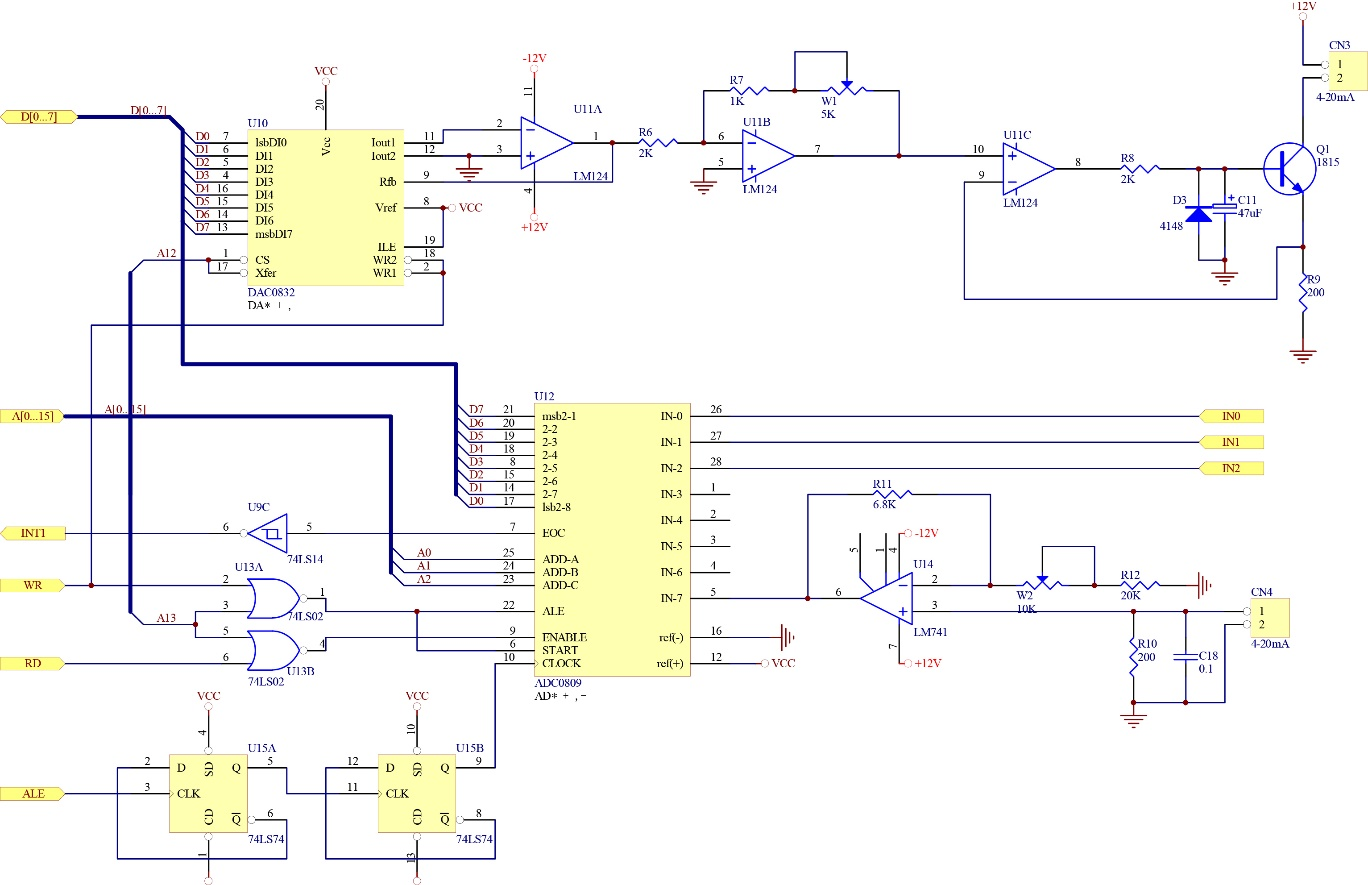 +12V
CN3
1
2
4-20mA
-12V
11
U11A
2
3
1
4
LM124
+12V
R7
1K
W1
5K
R6
2K
U11B
6
5
7
LM124
U11C
10
9
8
LM124
R8
2K
Q1
1815
D3
4148
+
C11
47uF
R9
200
D[0...7]
D[0...7]
VCC
20
U10
Vcc
D0 7 lsbDI0 Iout1 11
D1 6 DI1 Iout2 12
D2 5 DI2
D3 4 DI3 Rfb 9
D4 16 DI4
D5 15 DI5 Vref 8 VCC
D6 14 DI6
D7 13 msbDI7
ILE 19
A12 1 CS WR2 18
17 Xfer WR1 2
DAC0832
DA* + ,
A[0...15]
A[0...15]
U12
D7 21 msb2-1 IN-0 26 IN0
D6 20 2-2
D5 19 2-3 IN-1 27 IN1
D4 18 2-4
D3 8 2-5 IN-2 28 IN2
D2 15 2-6
D1 14 2-7 IN-3 1
D0 17 lsb2-8
IN-4 2
7 EOC
IN-5 3
A0 25 ADD-A
A1 24 ADD-B IN-6 4
A2 23 ADD-C
IN-7 5
22 ALE
9 ENABLE ref(-) 16
6 START
10 CLOCK ref(+) 12 VCC
ADC0809
AD* + , -
INT1
U9C
6
5
74LS14
WR
U13A
2
3
1
74LS02
A13
5
6
4
U13B
74LS02
RD
R11
6.8K
-12V
5
1
4
U14
2
3
6
LM741
7
+12V
W2
10K
R12
20K
CN4
1
2
4-20mA
R10
200
C18
0.1
VCC
4
U15A
2 D SD Q 5
3 CLK
CD Q 6
74LS74
1
VCC
10
U15B
12 D SD Q 9
11 CLK
CD Q 8
74LS74
13
ALE